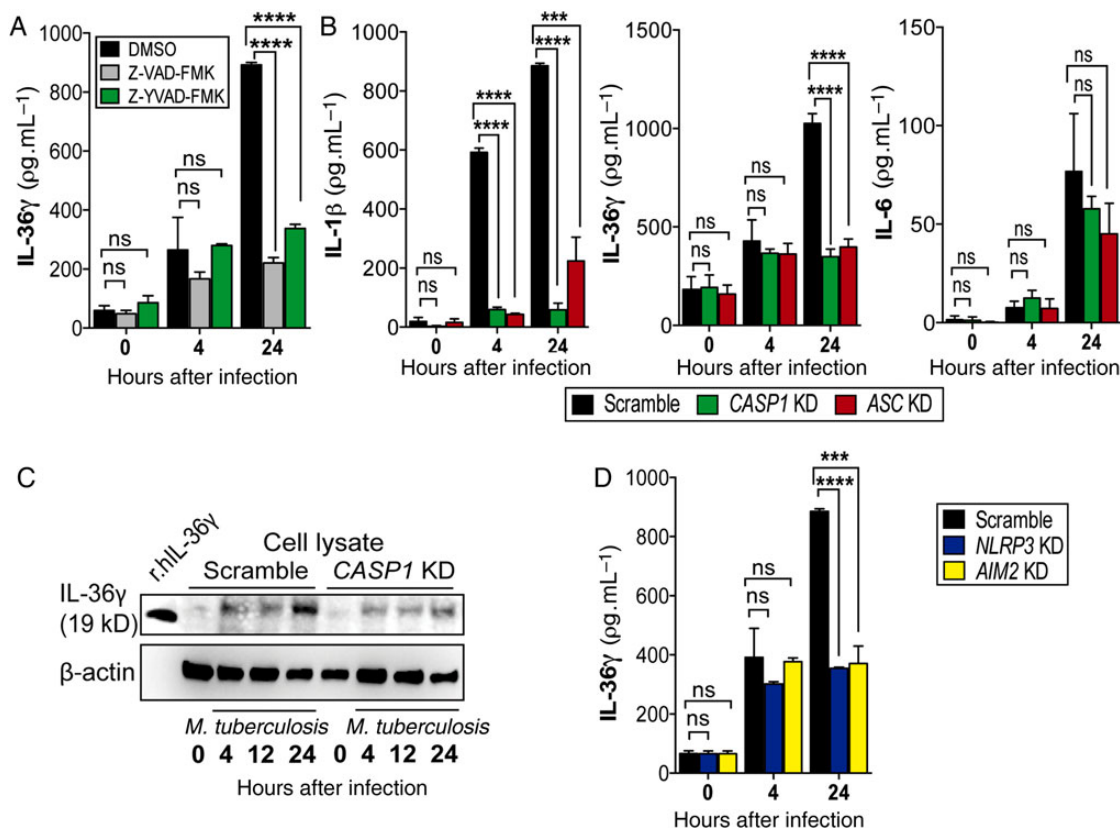 A
IL-36γ (ρg.mL⁻¹)
1000
800
600
400
200
0
DMSO
Z-VAD-FMK
Z-YVAD-FMK
ns
ns
ns
ns
****
****
0 4 24
Hours after infection
B
IL-1β (ρg.mL⁻¹)
1000
800
600
400
200
0
ns
ns
****
****
***
****
0 4 24
Hours after infection
IL-36γ (ρg.mL⁻¹)
1500
1000
500
0
ns
ns
ns
ns
****
****
0 4 24
Hours after infection
IL-6 (ρg.mL⁻¹)
150
100
50
0
ns
ns
ns
ns
ns
ns
0 4 24
Hours after infection
Scramble CASP1 KD ASC KD
C
r.hIL-36γ
Cell lysate
Scramble CASP1 KD
IL-36γ
(19 kD)
β-actin
M. tuberculosis M. tuberculosis
0 4 12 24 0 4 12 24
Hours after infection
D
IL-36γ (ρg.mL⁻¹)
1000
800
600
400
200
0
ns
ns
ns
ns
***
****
0 4 24
Hours after infection
Scramble
NLRP3 KD
AIM2 KD